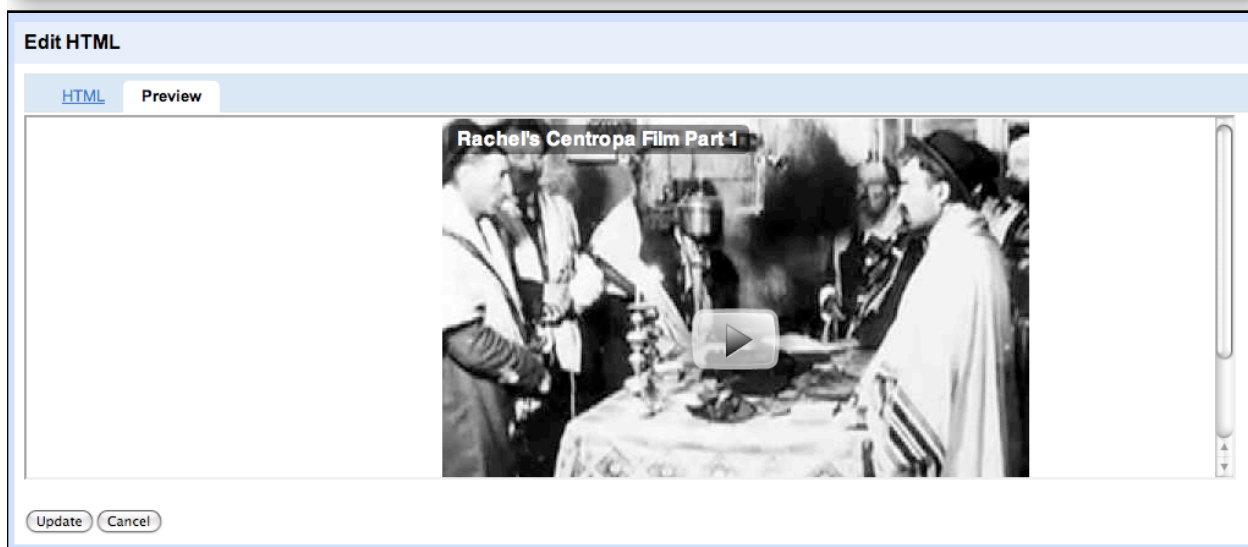 Edit HTML
HTML Preview
Rachel's Centropa Film Part 1
Update Cancel